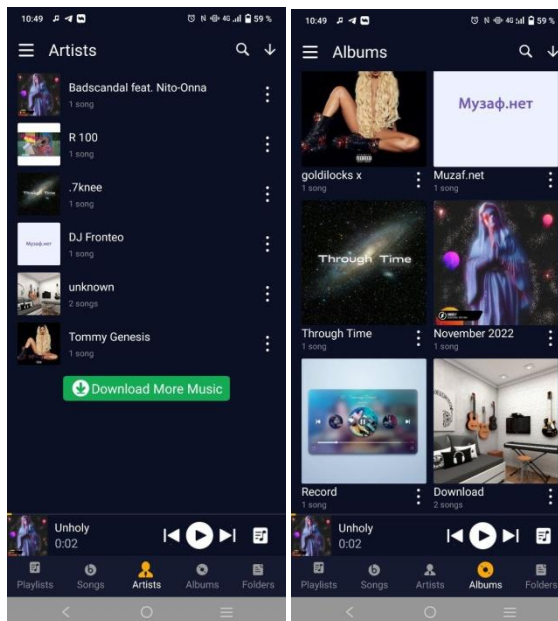 10:49
4G
59 %
Artists
Badscandal feat. Nito-Onna
1 song
R 100
1 song
.7knee
1 song
Through Time
DJ Fronteo
1 song
Музаф.нет
unknown
2 songs
Tommy Genesis
1 song
Download More Music
Unholy
0:02
Playlists
Songs
Artists
Albums
Folders
10:49
4G
59 %
Albums
Музаф.нет
goldilocks x
1 song
Muzaf.net
1 song
Through Time
Through Time
1 song
November 2022
1 song
Record
1 song
Download
2 songs
Unholy
0:02
Playlists
Songs
Artists
Albums
Folders